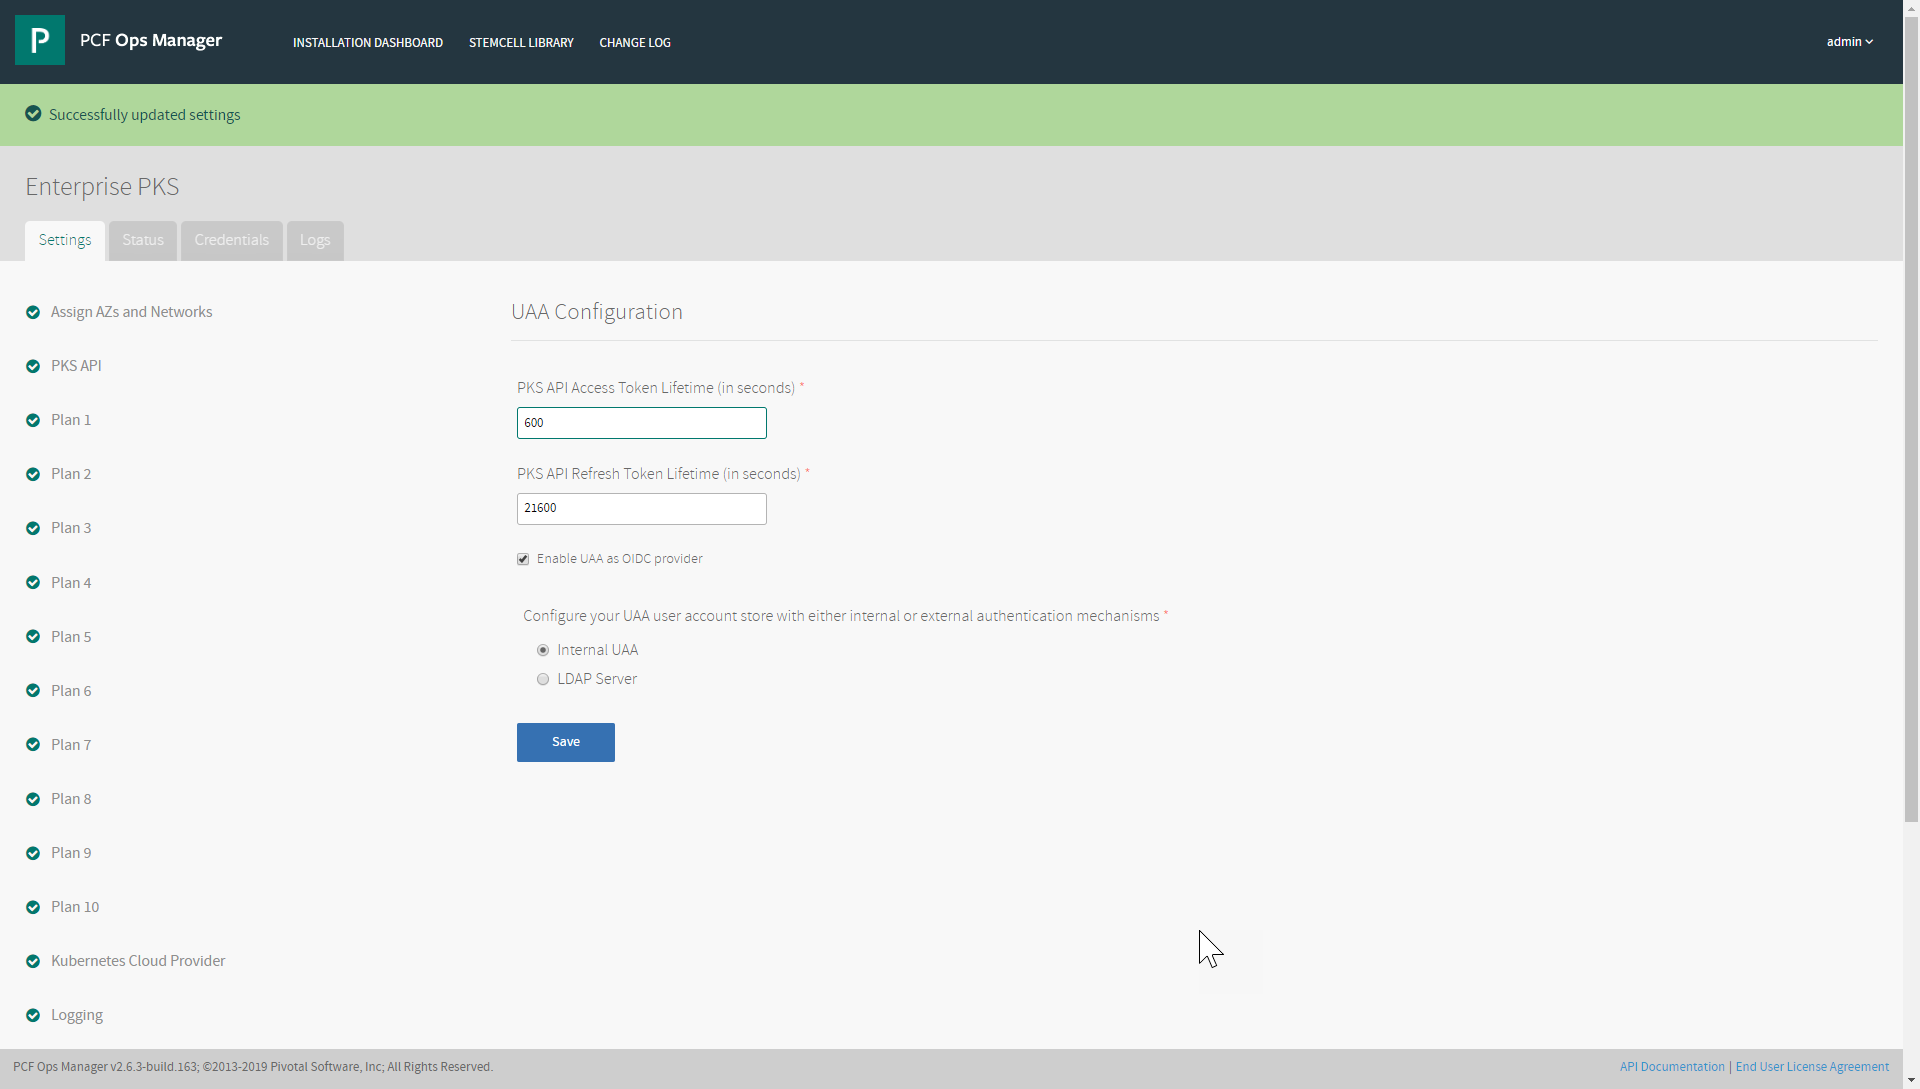 P PCF Ops Manager INSTALLATION DASHBOARD STEMCELL LIBRARY CHANGE LOG admin
Successfully updated settings
Enterprise PKS
Settings Status Credentials Logs
Assign AZs and Networks
PKS API
Plan 1
Plan 2
Plan 3
Plan 4
Plan 5
Plan 6
Plan 7
Plan 8
Plan 9
Plan 10
Kubernetes Cloud Provider
Logging
UAA Configuration
PKS API Access Token Lifetime (in seconds) *
600
PKS API Refresh Token Lifetime (in seconds) *
21600
Enable UAA as OIDC provider
Configure your UAA user account store with either internal or external authentication mechanisms *
Internal UAA
LDAP Server
Save
PCF Ops Manager v2.6.3-build.163; ©2013-2019 Pivotal Software, Inc; All Rights Reserved. API Documentation | End User License Agreement